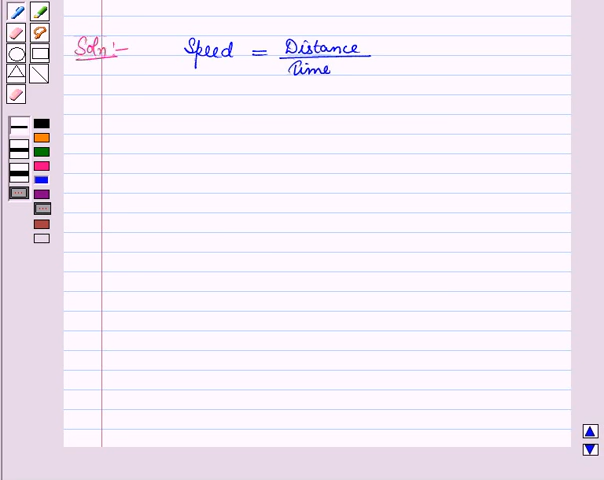 Soln:- Speed = Distance
Time